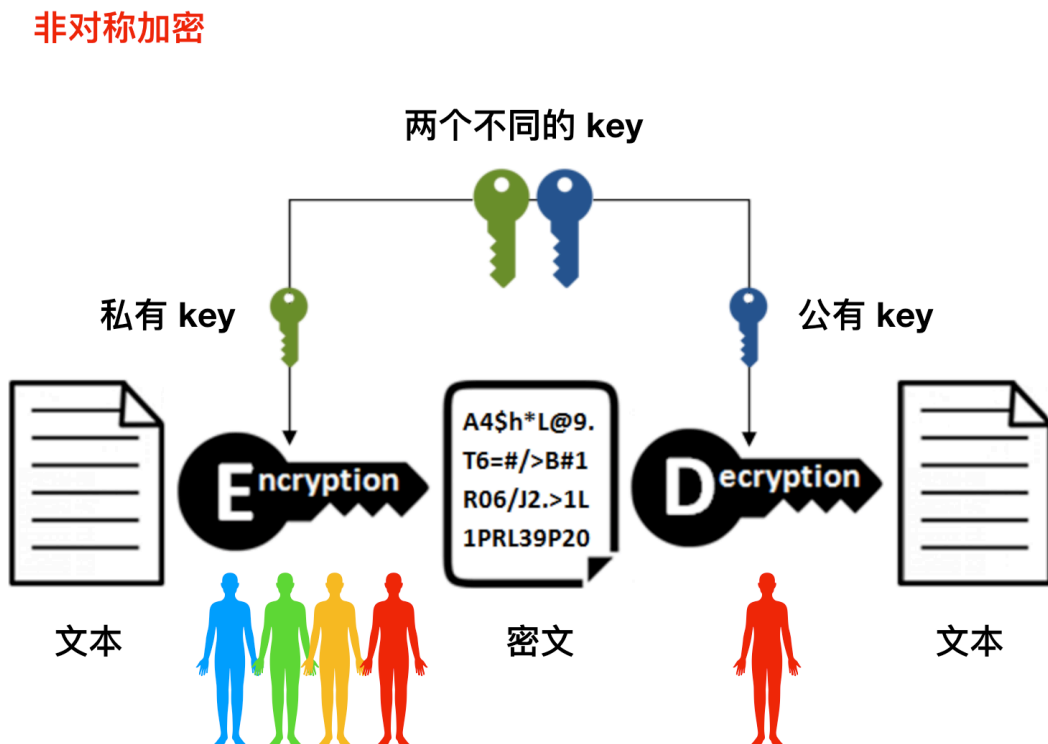 非对称加密
两个不同的 key
私有 key
公有 key
Encryption
A4$h*L@9.
T6=#/>B#1
R06/J2.>1L
1PRL39P20
Decryption
文本
密文
文本